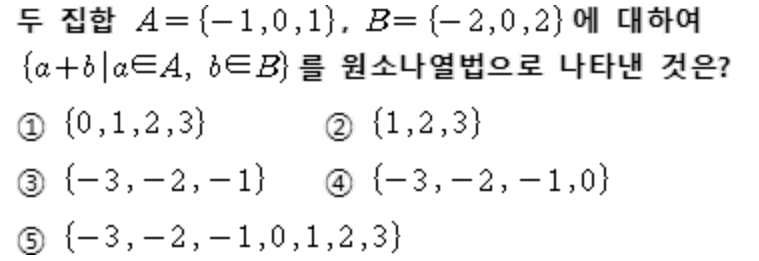 두 집합 A={-1,0,1}, B={-2,0,2}에 대하여
{a+b|a∈A, b∈B}를 원소나열법으로 나타낸 것은?
① {0,1,2,3} ② {1,2,3}
③ {-3,-2,-1} ④ {-3,-2,-1,0}
⑤ {-3,-2,-1,0,1,2,3}